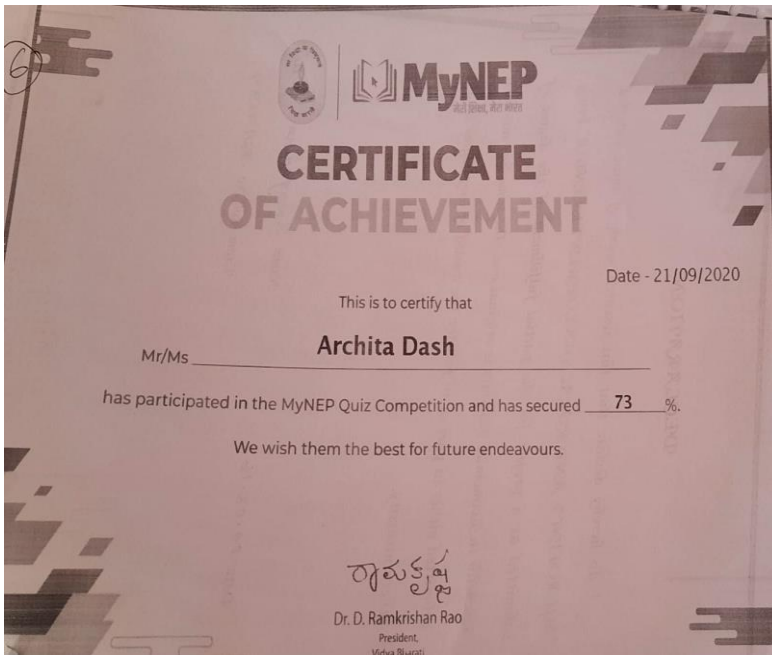 6
MyNEP
मेरी शिक्षा, मेरा भारत
CERTIFICATE
OF ACHIEVEMENT
Date - 21/09/2020
This is to certify that
Mr/Ms Archita Dash
has participated in the MyNEP Quiz Competition and has secured 73 %.
We wish them the best for future endeavours.
రామకృష్ణ
Dr. D. Ramkrishan Rao
President,
Vidya Bharati